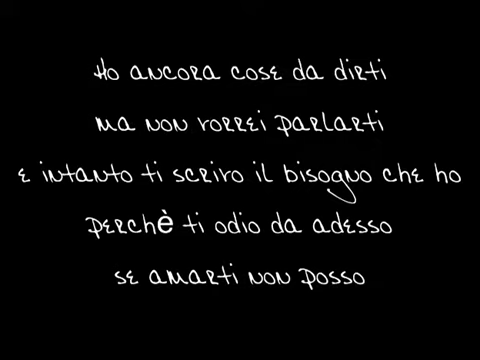 Ho ancora cose da dirti
ma non vorrei parlarti
e intanto ti scrivo il bisogno che ho
perchè ti odio da adesso
se amarti non posso